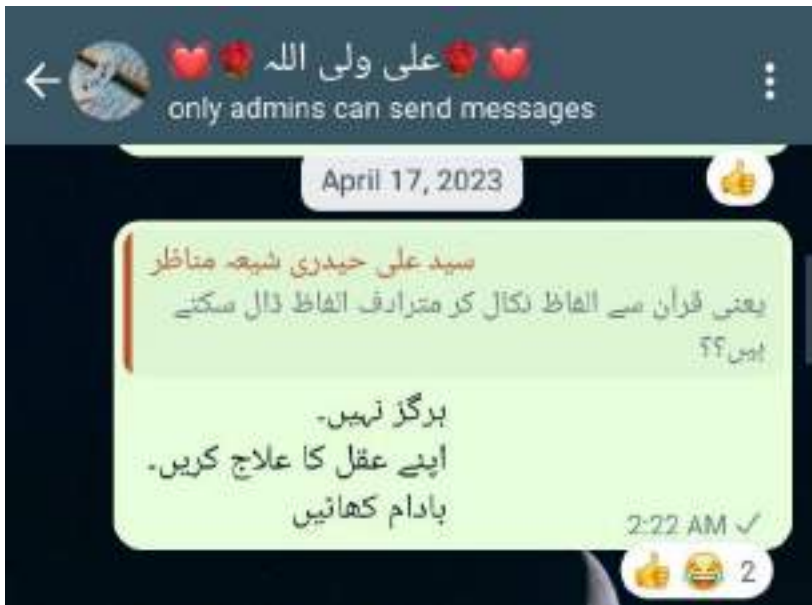 💓🌹علی ولی اللہ 🌹💓
only admins can send messages
April 17, 2023
👍
سید علی حیدری شیعہ مناظر
یعنی قرآن سے الفاظ نکال کر مترادف الفاظ ڈال سکتے
ہیں؟؟
ہرگز نہیں۔
اپنے عقل کا علاج کریں۔
بادام کھائیں
2:22 AM ✓
👍 😂 2